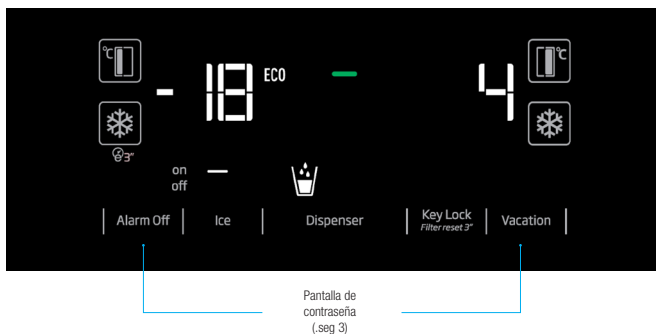 °C
°C
-18
ECO
4
3"
on
off
Alarm Off
Ice
Dispenser
Key Lock
Filter reset 3"
Vacation
Pantalla de
contraseña
(.seg 3)